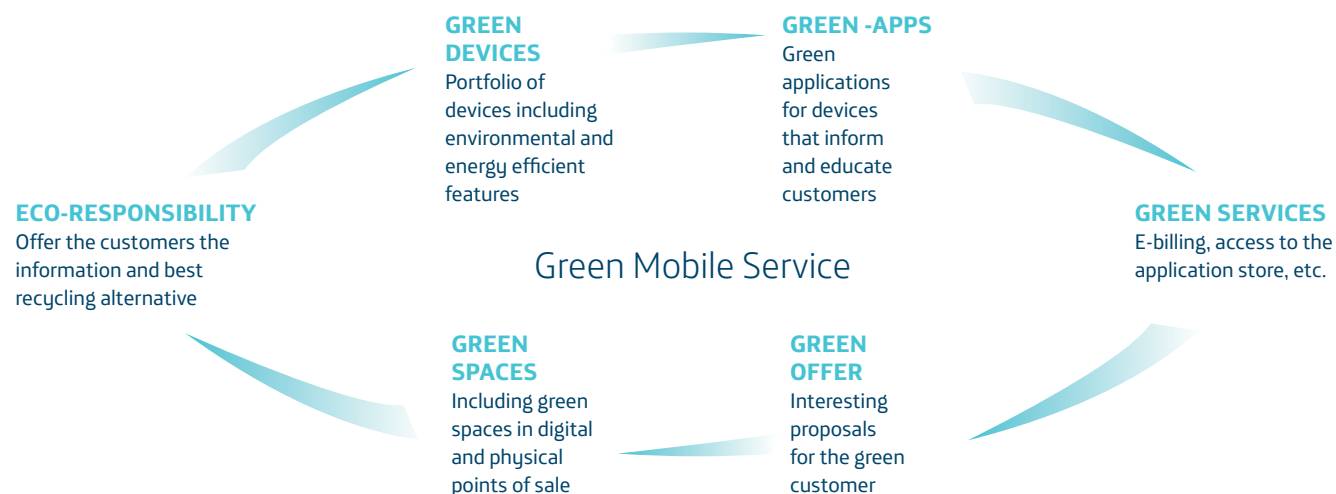 GREEN
DEVICES
Portfolio of
devices including
environmental and
energy efficient
features
GREEN -APPS
Green
applications
for devices
that inform
and educate
customers
ECO-RESPONSIBILITY
Offer the customers the
information and best
recycling alternative
Green Mobile Service
GREEN SERVICES
E-billing, access to the
application store, etc.
GREEN
SPACES
Including green
spaces in digital
and physical
points of sale
GREEN
OFFER
Interesting
proposals
for the green
customer